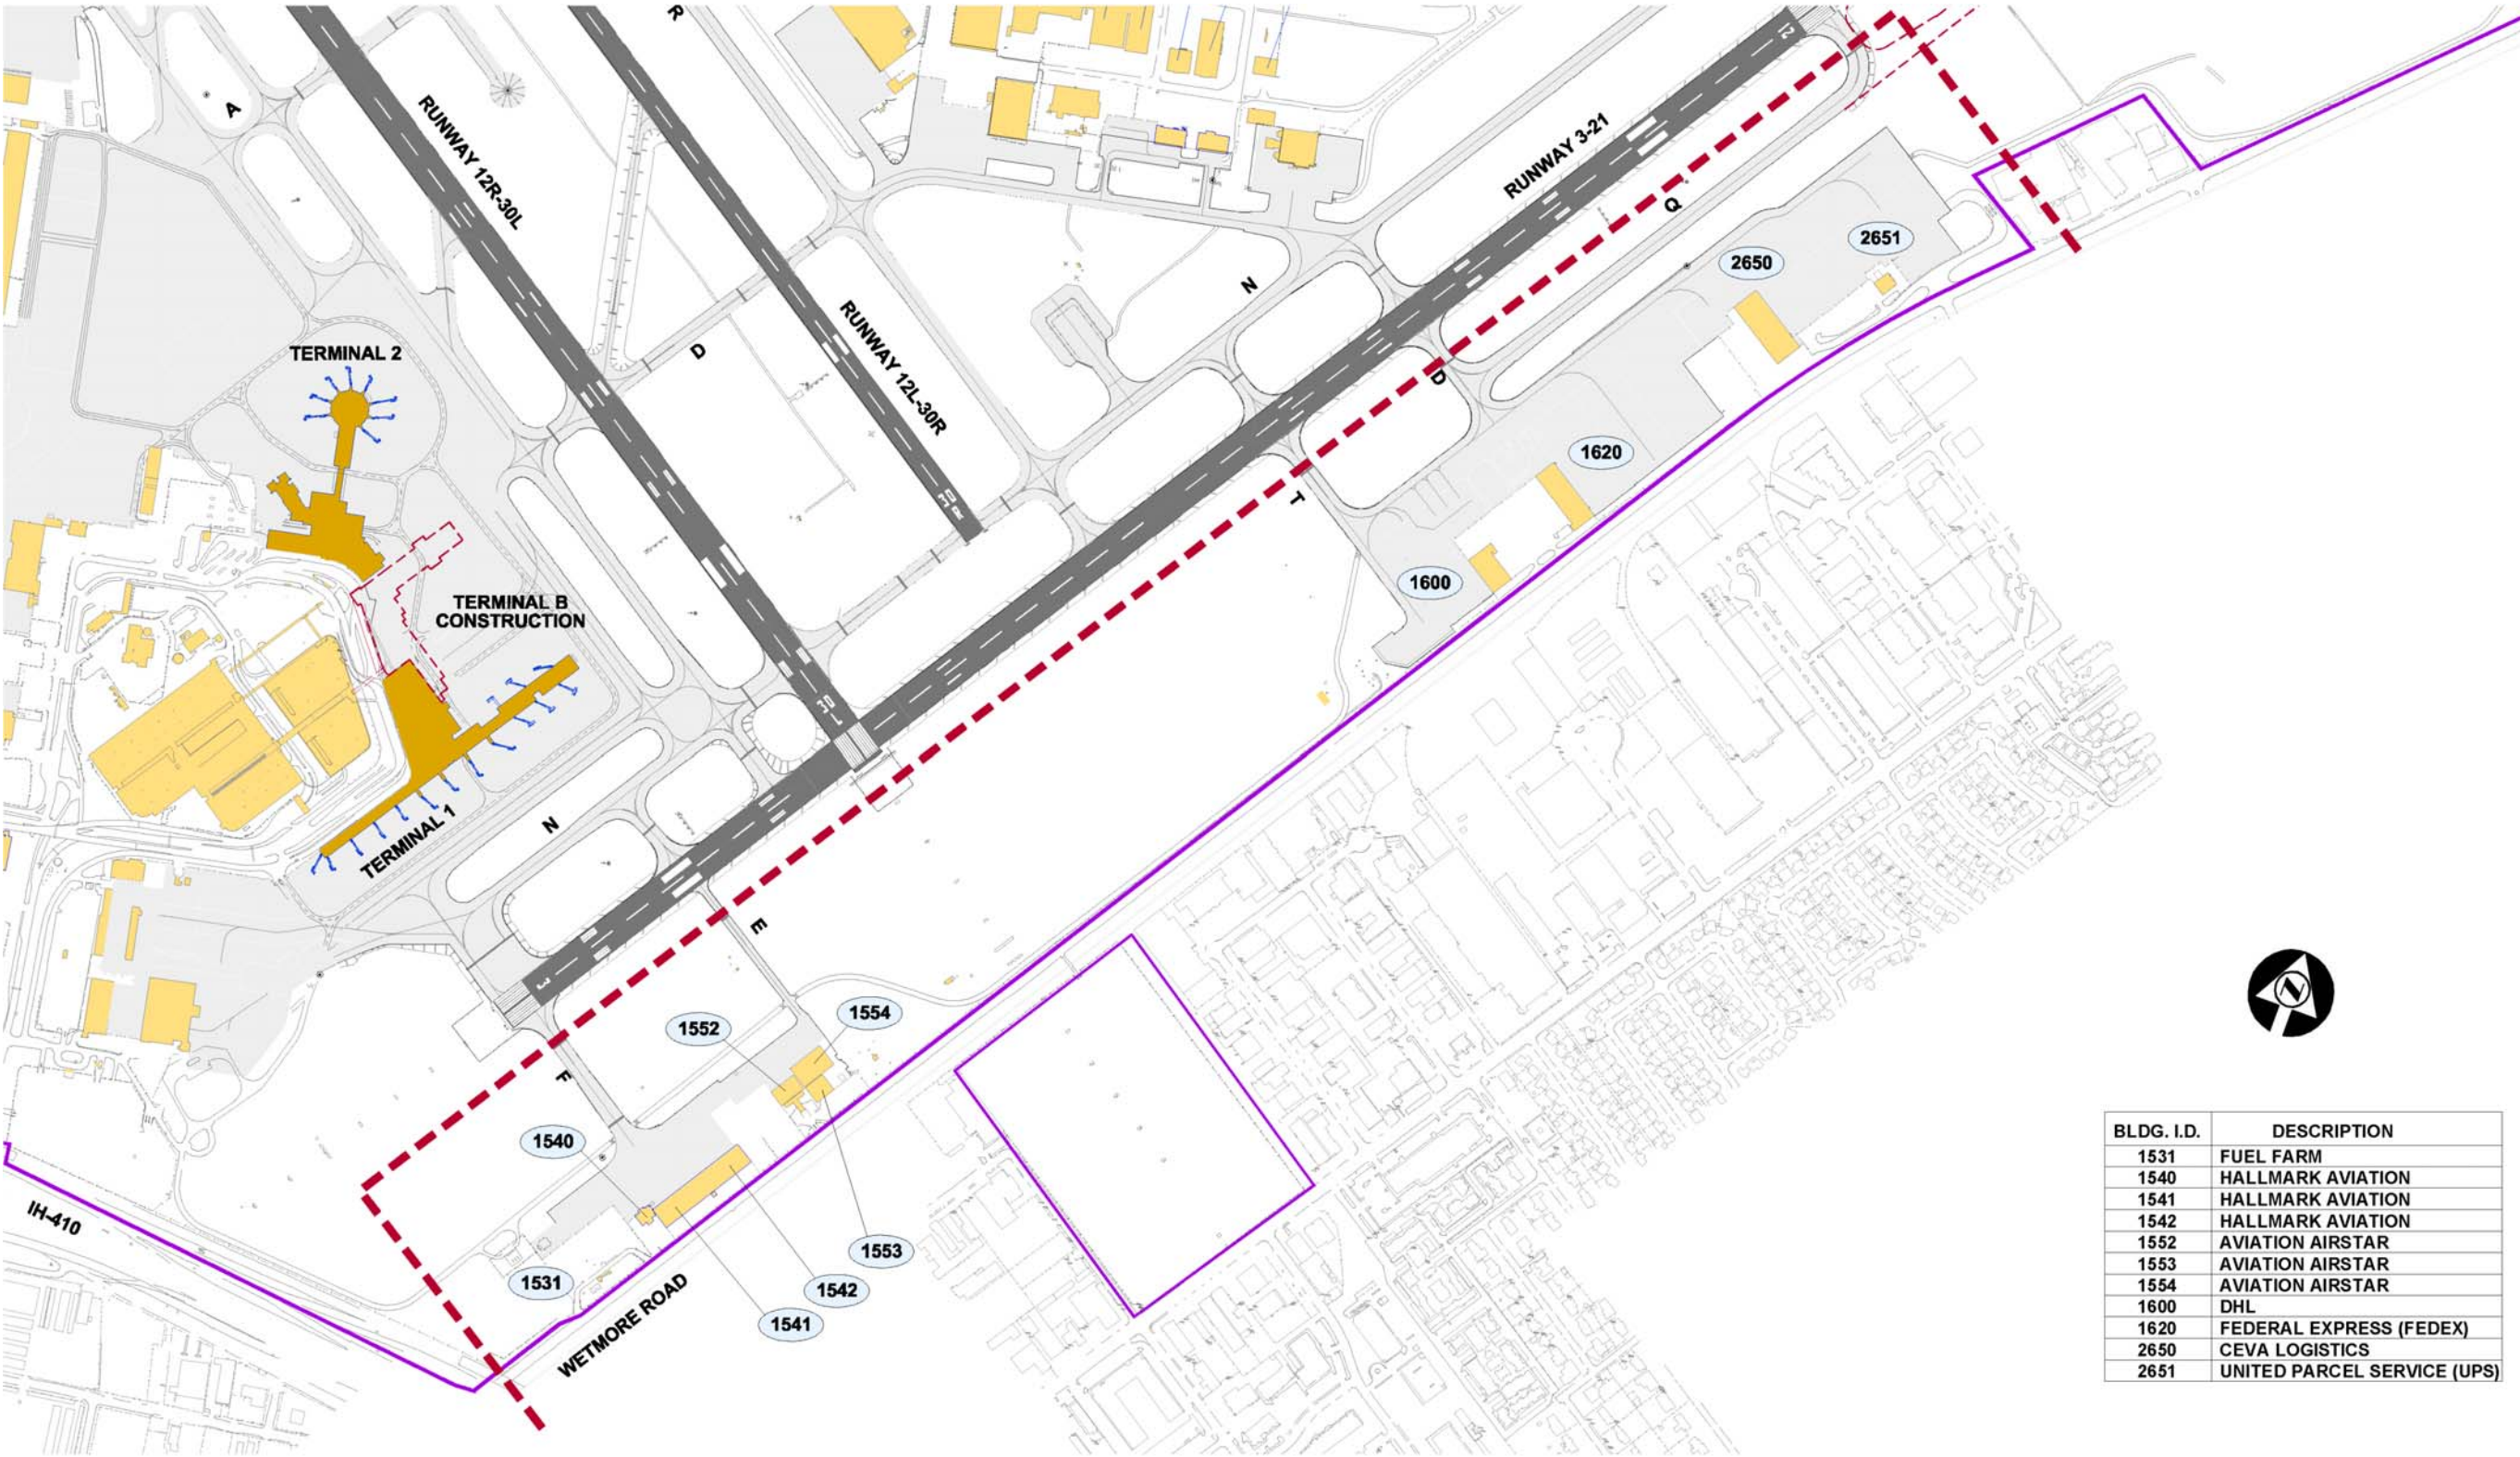 R
A
RUNWAY 12R-30L
21
RUNWAY 3-21
Q
2651
2650
N
D
RUNWAY 12L-30R
TERMINAL 2
D
1620
T
1600
TERMINAL B
CONSTRUCTION
30
L
N
TERMINAL 1
E
3
1554
1552
F
1540
IH-410
1553
1531
1542
1541
WETMORE ROAD
N
BLDG. I.D. DESCRIPTION
1531 FUEL FARM
1540 HALLMARK AVIATION
1541 HALLMARK AVIATION
1542 HALLMARK AVIATION
1552 AVIATION AIRSTAR
1553 AVIATION AIRSTAR
1554 AVIATION AIRSTAR
1600 DHL
1620 FEDERAL EXPRESS (FEDEX)
2650 CEVA LOGISTICS
2651 UNITED PARCEL SERVICE (UPS)